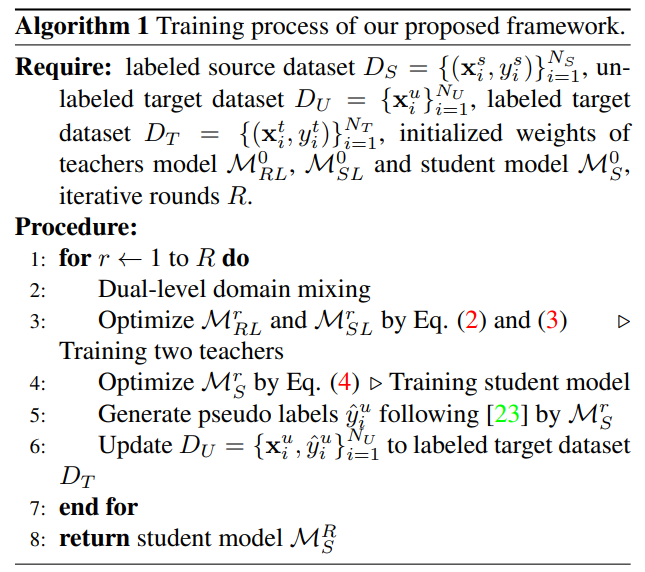 Algorithm 1 Training process of our proposed framework.
Require: labeled source dataset $D_S = \{(\mathbf{x}_i^s, y_i^s)\}_{i=1}^{N_S}$, un-
labeled target dataset $D_U = \{\mathbf{x}_i^u\}_{i=1}^{N_U}$, labeled target
dataset $D_T = \{(\mathbf{x}_i^t, y_i^t)\}_{i=1}^{N_T}$, initialized weights of
teachers model $\mathcal{M}_{RL}^0$, $\mathcal{M}_{SL}^0$ and student model $\mathcal{M}_S^0$,
iterative rounds $R$.
Procedure:
1: for $r \leftarrow 1$ to $R$ do
2: Dual-level domain mixing
3: Optimize $\mathcal{M}_{RL}^r$ and $\mathcal{M}_{SL}^r$ by Eq. (2) and (3) ▷
Training two teachers
4: Optimize $\mathcal{M}_S^r$ by Eq. (4) ▷ Training student model
5: Generate pseudo labels $\hat{y}_i^u$ following [23] by $\mathcal{M}_S^r$
6: Update $D_U = \{\mathbf{x}_i^u, \hat{y}_i^u\}_{i=1}^{N_U}$ to labeled target dataset
$D_T$
7: end for
8: return student model $\mathcal{M}_S^R$